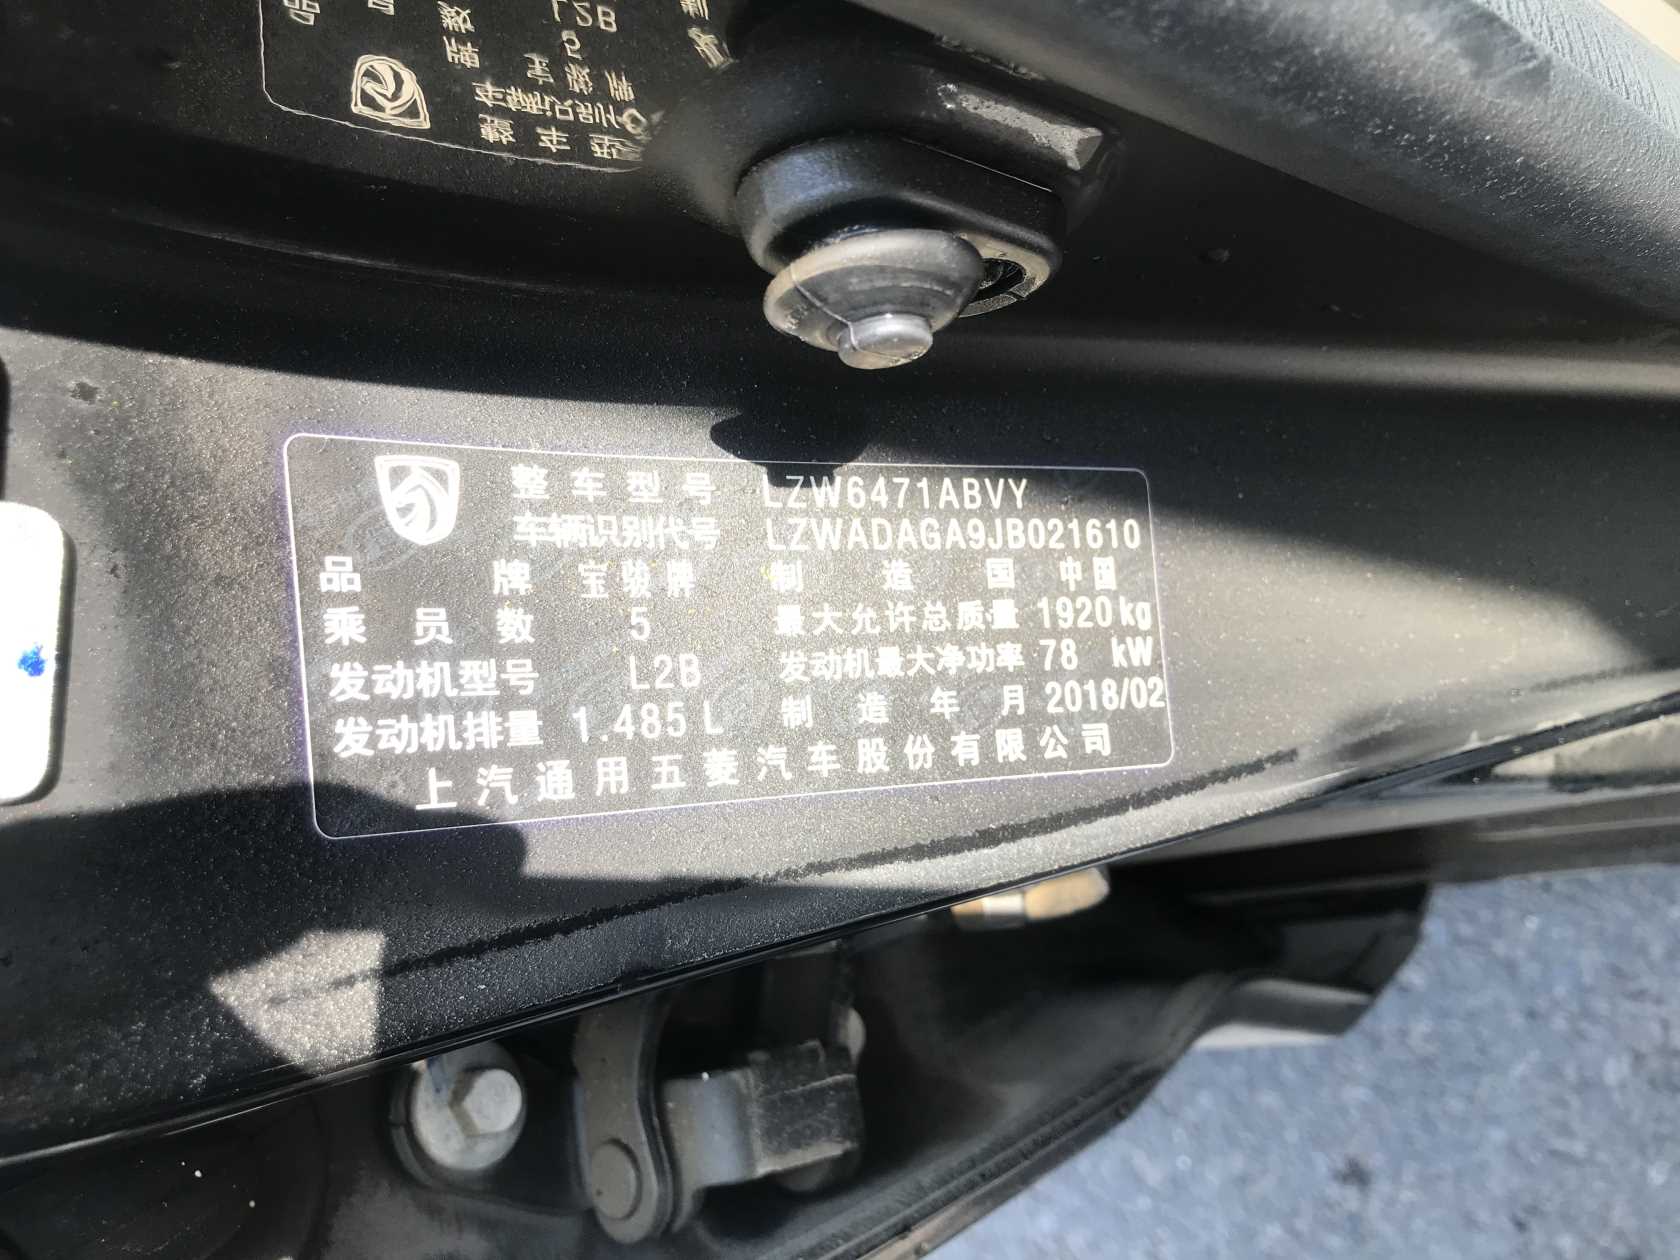 整车型号 LZW6471ABVY
车辆识别代号 LZWADAGA9JB021610
品牌 宝骏牌 制造国 中国
乘员数 5 最大允许总质量 1920 kg
发动机型号 L2B 发动机最大净功率 78 kW
发动机排量 1.485 L 制造年月 2018/02
上汽通用五菱汽车股份有限公司